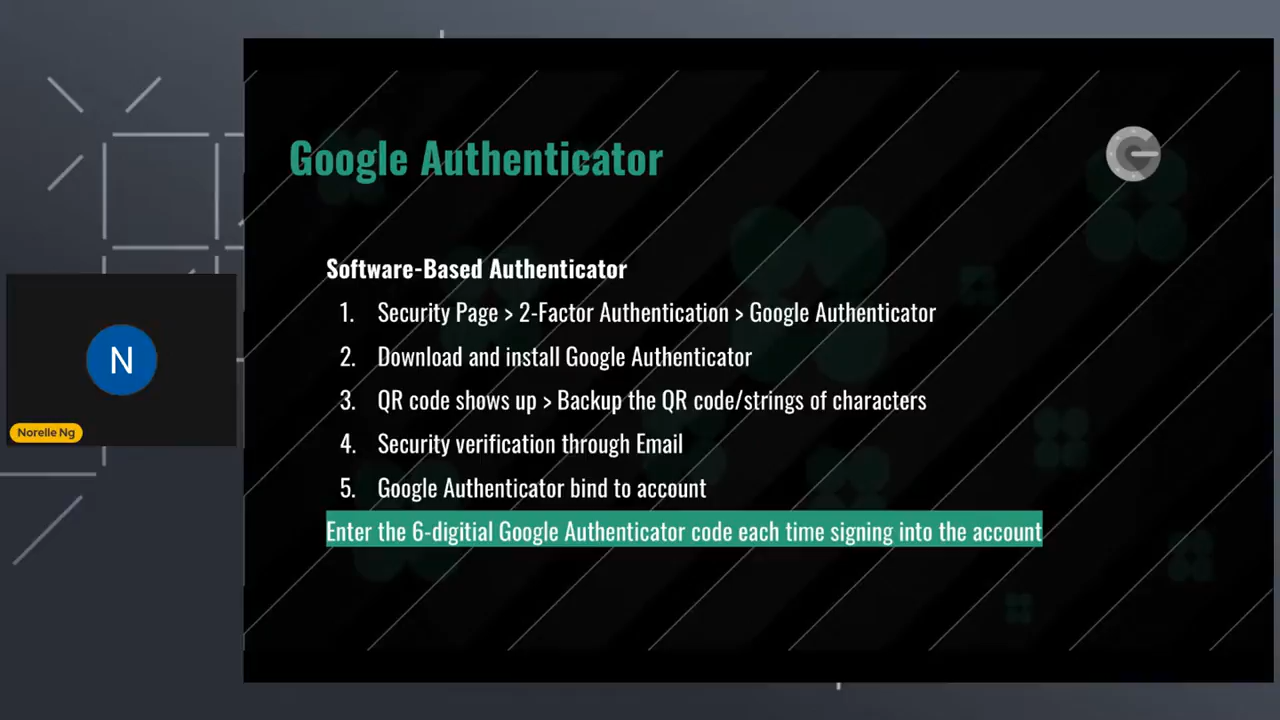 Google Authenticator
Software-Based Authenticator
1. Security Page > 2-Factor Authentication > Google Authenticator
2. Download and install Google Authenticator
3. QR code shows up > Backup the QR code/strings of characters
4. Security verification through Email
5. Google Authenticator bind to account
Enter the 6-digitial Google Authenticator code each time signing into the account
N
Norelle Ng